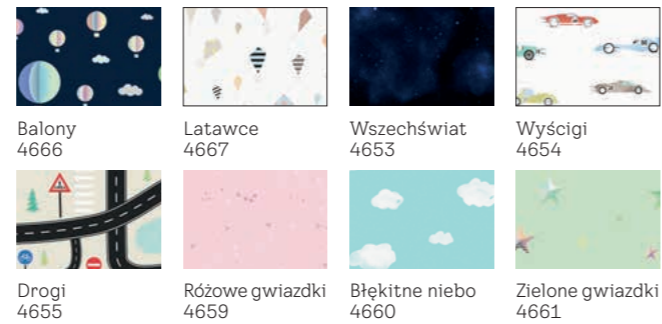 Balony
4666
Latawce
4667
Wszechświat
4653
Wyścigi
4654
Drogi
4655
Różowe gwiazdki
4659
Błękitne niebo
4660
Zielone gwiazdki
4661